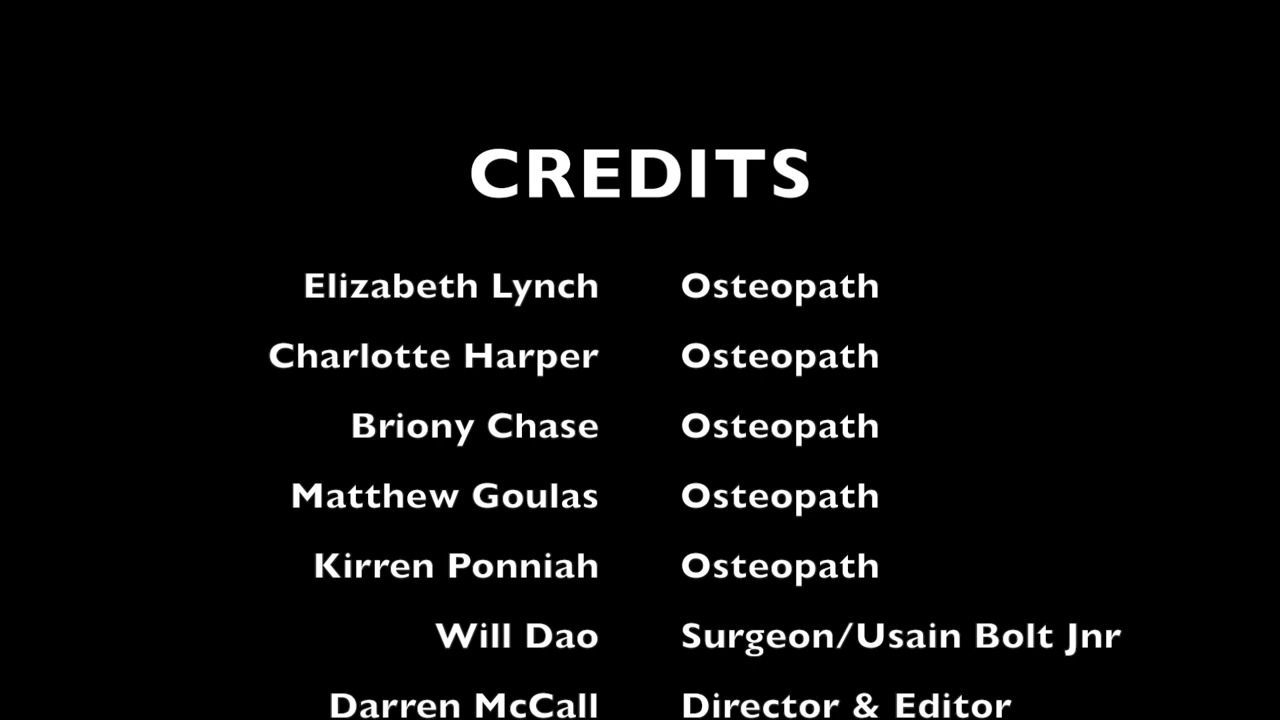 CREDITS
Elizabeth Lynch Osteopath
Charlotte Harper Osteopath
Briony Chase Osteopath
Matthew Goulas Osteopath
Kirren Ponniah Osteopath
Will Dao Surgeon/Usain Bolt Jnr
Darren McCall Director & Editor